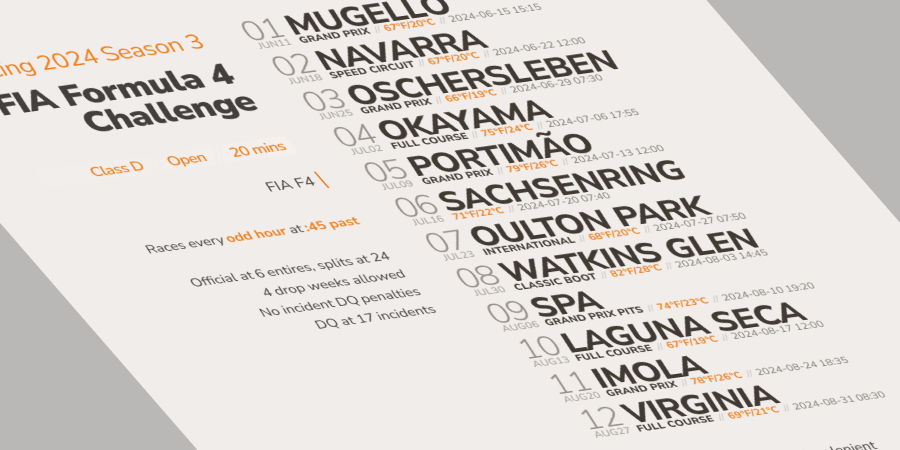 ing 2024 Season 3
FIA Formula 4
Challenge
Class D Open 20 mins
FIA F4
Races every odd hour at :45 past
Official at 6 entires, splits at 24
4 drop weeks allowed
No incident DQ penalties
DQ at 17 incidents
01 MUGELLO
JUN11 GRAND PRIX // 67°F/20°C // 2024-06-15 15:15
02 NAVARRA
JUN18 SPEED CIRCUIT // 67°F/20°C // 2024-06-22 12:00
03 OSCHERSLEBEN
JUN25 GRAND PRIX // 66°F/19°C // 2024-06-29 07:30
04 OKAYAMA
JUL02 FULL COURSE // 75°F/24°C // 2024-07-06 17:55
05 PORTIMÃO
JUL09 GRAND PRIX // 79°F/26°C // 2024-07-13 12:00
06 SACHSENRING
JUL16 71°F/22°C // 2024-07-20 07:40
07 OULTON PARK
JUL23 INTERNATIONAL // 68°F/20°C // 2024-07-27 07:50
08 WATKINS GLEN
JUL30 CLASSIC BOOT // 82°F/28°C // 2024-08-03 14:45
09 SPA
AUG06 GRAND PRIX PITS // 74°F/23°C // 2024-08-10 19:20
10 LAGUNA SECA
AUG13 FULL COURSE // 67°F/19°C // 2024-08-17 12:00
11 IMOLA
AUG20 GRAND PRIX // 78°F/26°C // 2024-08-24 18:35
12 VIRGINIA
AUG27 FULL COURSE // 69°F/21°C // 2024-08-31 08:30